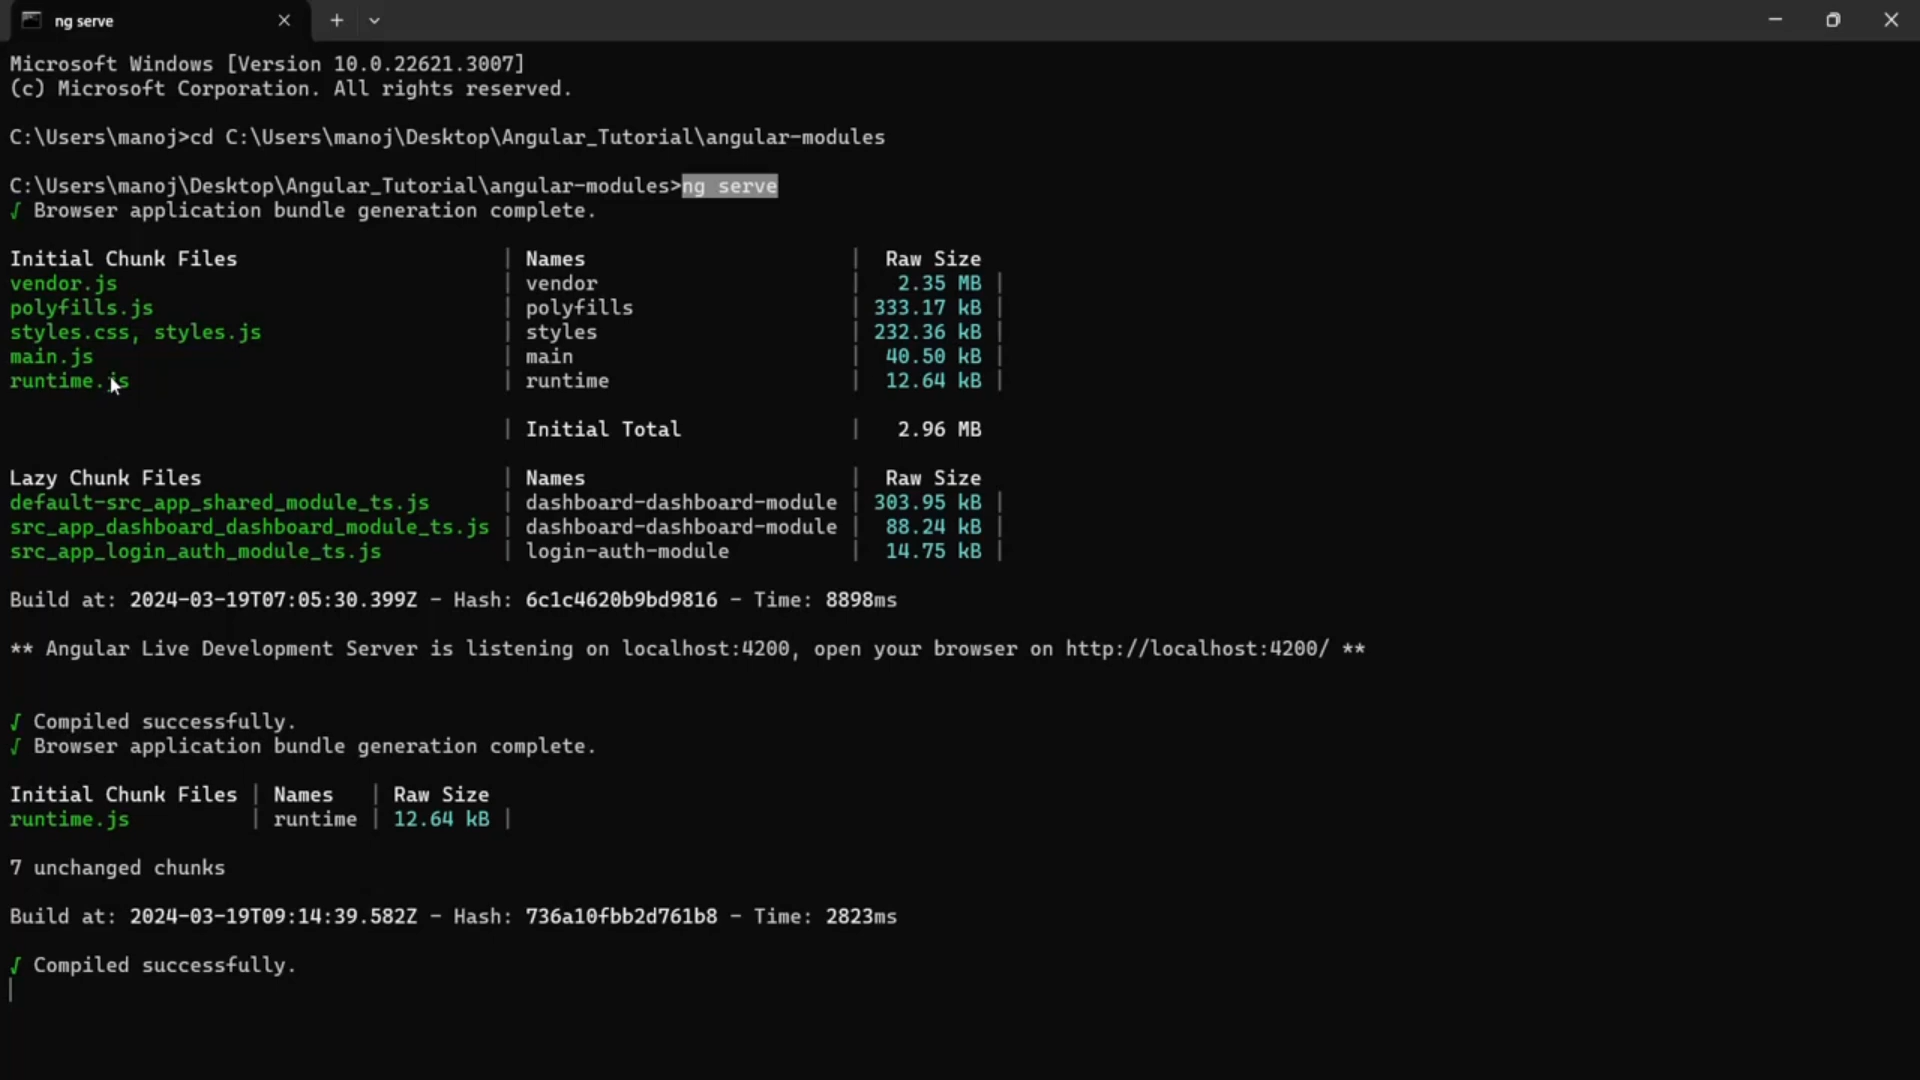 ng serve
Microsoft Windows [Version 10.0.22621.3007]
(c) Microsoft Corporation. All rights reserved.
C:\Users\manoj>cd C:\Users\manoj\Desktop\Angular_Tutorial\angular-modules
C:\Users\manoj\Desktop\Angular_Tutorial\angular-modules>ng serve
√ Browser application bundle generation complete.
Initial Chunk Files | Names | Raw Size
vendor.js | vendor | 2.35 MB |
polyfills.js | polyfills | 333.17 kB |
styles.css, styles.js | styles | 232.36 kB |
main.js | main | 40.50 kB |
runtime.js | runtime | 12.64 kB |
| Initial Total | 2.96 MB
Lazy Chunk Files | Names | Raw Size
default-src_app_shared_module_ts.js | dashboard-dashboard-module | 303.95 kB |
src_app_dashboard_dashboard_module_ts.js | dashboard-dashboard-module | 88.24 kB |
src_app_login_auth_module_ts.js | login-auth-module | 14.75 kB |
Build at: 2024-03-19T07:05:30.399Z - Hash: 6c1c4620b9bd9816 - Time: 8898ms
** Angular Live Development Server is listening on localhost:4200, open your browser on http://localhost:4200/ **
√ Compiled successfully.
√ Browser application bundle generation complete.
Initial Chunk Files | Names | Raw Size
runtime.js | runtime | 12.64 kB |
7 unchanged chunks
Build at: 2024-03-19T09:14:39.582Z - Hash: 736a10fbb2d761b8 - Time: 2823ms
√ Compiled successfully.